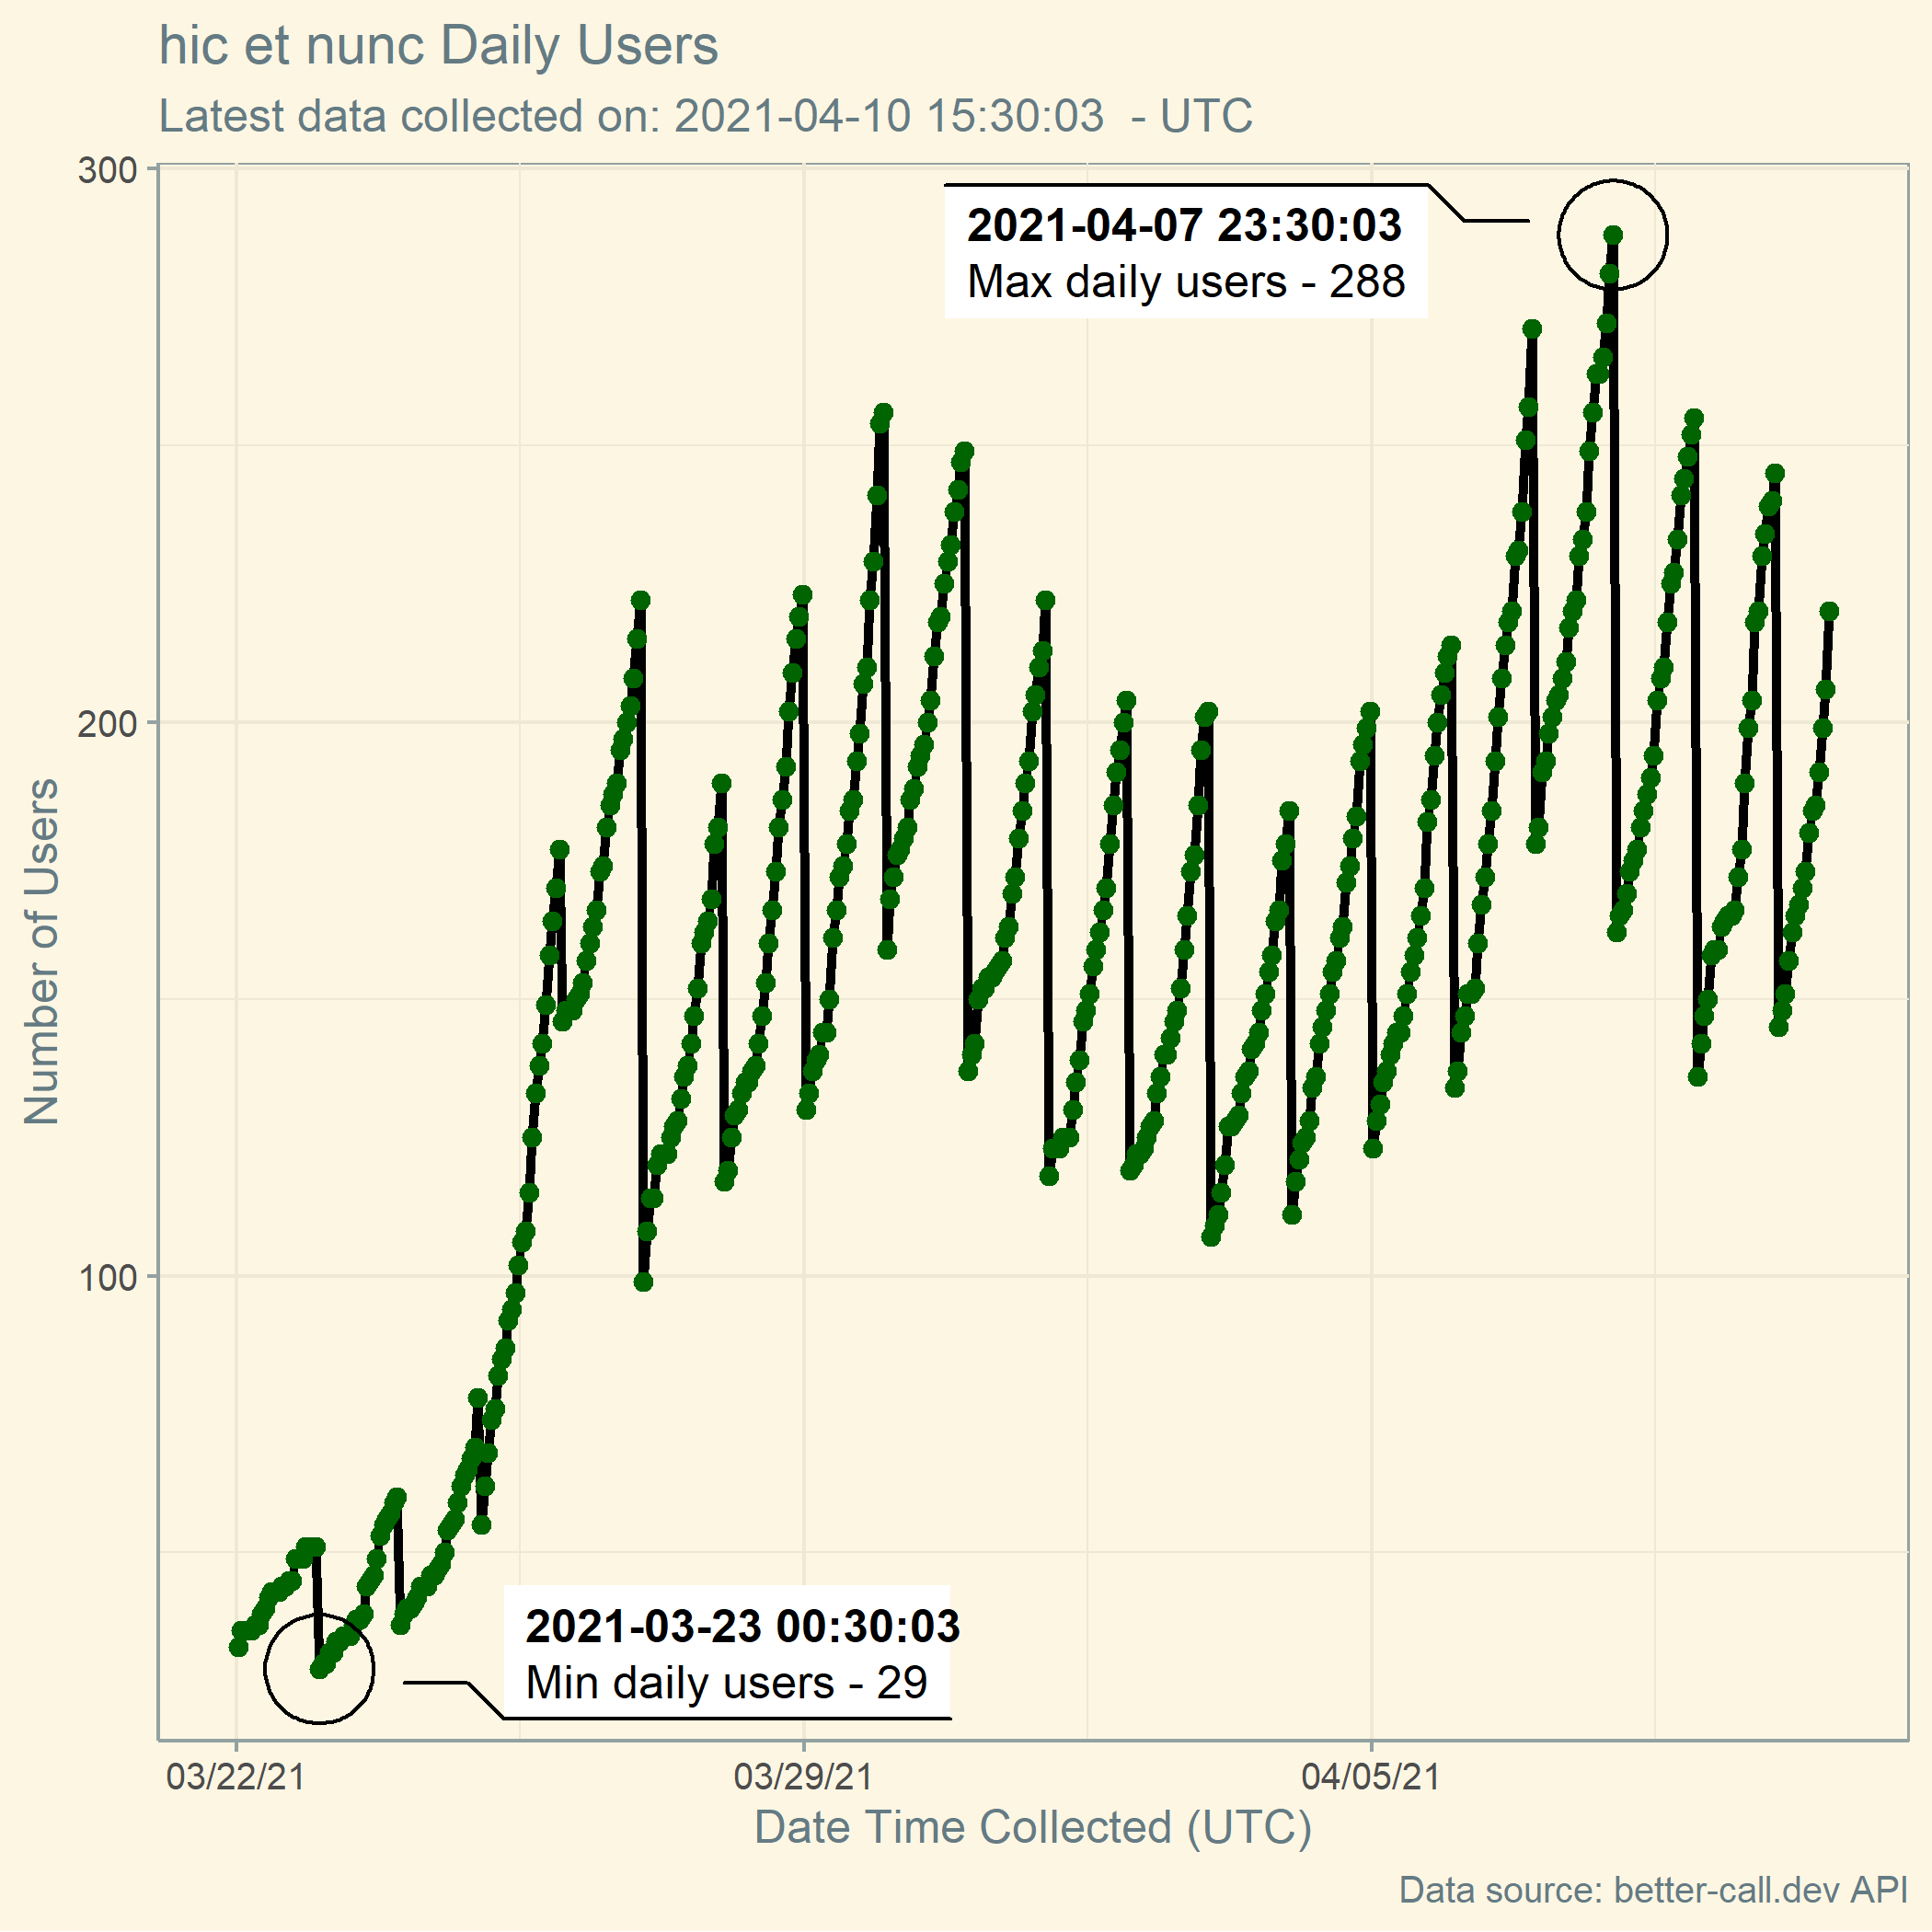 hic et nunc Daily Users
Latest data collected on: 2021-04-10 15:30:03  - UTC
300
200
100
Number of Users
2021-04-07 23:30:03
Max daily users - 288
2021-03-23 00:30:03
Min daily users - 29
03/22/21
03/29/21
04/05/21
Date Time Collected (UTC)
Data source: better-call.dev API